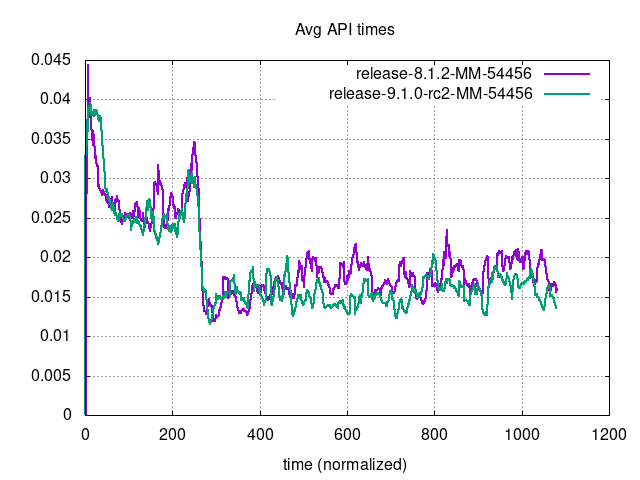 Avg API times
0.045
0.04
0.035
0.03
0.025
0.02
0.015
0.01
0.005
0
release-8.1.2-MM-54456
release-9.1.0-rc2-MM-54456
0 200 400 600 800 1000 1200
time (normalized)